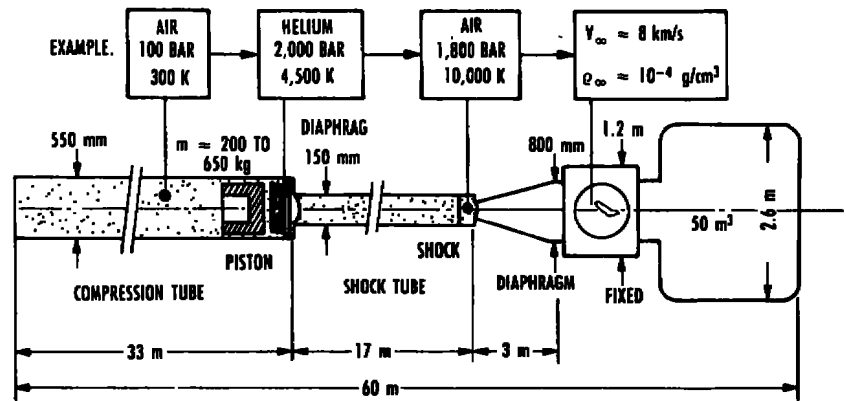 EXAMPLE.
AIR
100 BAR
300 K
HELIUM
2,000 BAR
4,500 K
AIR
1,800 BAR
10,000 K
V∞ = 8 km/s
ϱ∞ ≈ 10⁻⁴ g/cm³
550 mm
m = 200 TO
650 kg
DIAPHRAG
150 mm
800 mm
1.2 m
2.6 m
50 m³
PISTON
SHOCK
COMPRESSION TUBE
SHOCK TUBE
DIAPHRAGM
FIXED
33 m
17 m
3 m
60 m